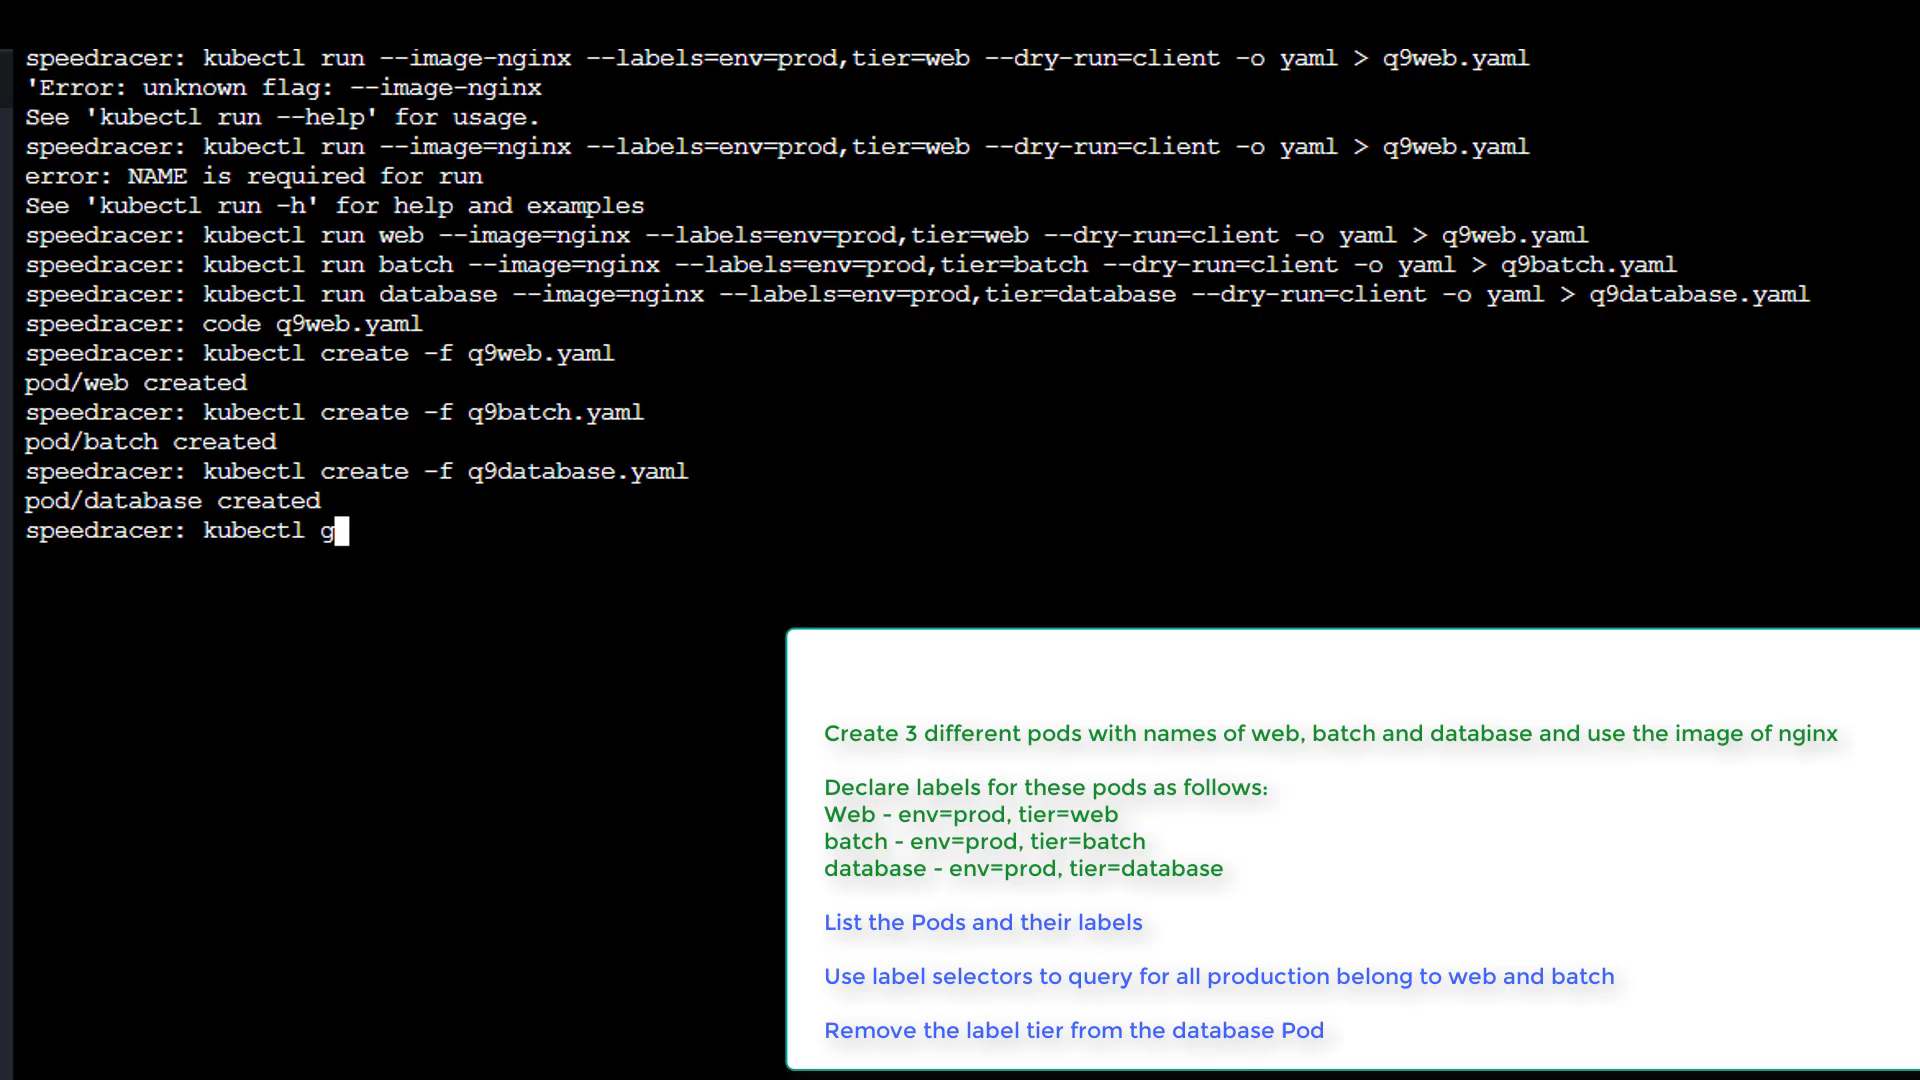 speedracer: kubectl run --image-nginx --labels=env=prod,tier=web --dry-run=client -o yaml > q9web.yaml
'Error: unknown flag: --image-nginx
See 'kubectl run --help' for usage.
speedracer: kubectl run --image=nginx --labels=env=prod,tier=web --dry-run=client -o yaml > q9web.yaml
error: NAME is required for run
See 'kubectl run -h' for help and examples
speedracer: kubectl run web --image=nginx --labels=env=prod,tier=web --dry-run=client -o yaml > q9web.yaml
speedracer: kubectl run batch --image=nginx --labels=env=prod,tier=batch --dry-run=client -o yaml > q9batch.yaml
speedracer: kubectl run database --image=nginx --labels=env=prod,tier=database --dry-run=client -o yaml > q9database.yaml
speedracer: code q9web.yaml
speedracer: kubectl create -f q9web.yaml
pod/web created
speedracer: kubectl create -f q9batch.yaml
pod/batch created
speedracer: kubectl create -f q9database.yaml
pod/database created
speedracer: kubectl g
Create 3 different pods with names of web, batch and database and use the image of nginx
Declare labels for these pods as follows:
Web - env=prod, tier=web
batch - env=prod, tier=batch
database - env=prod, tier=database
List the Pods and their labels
Use label selectors to query for all production belong to web and batch
Remove the label tier from the database Pod